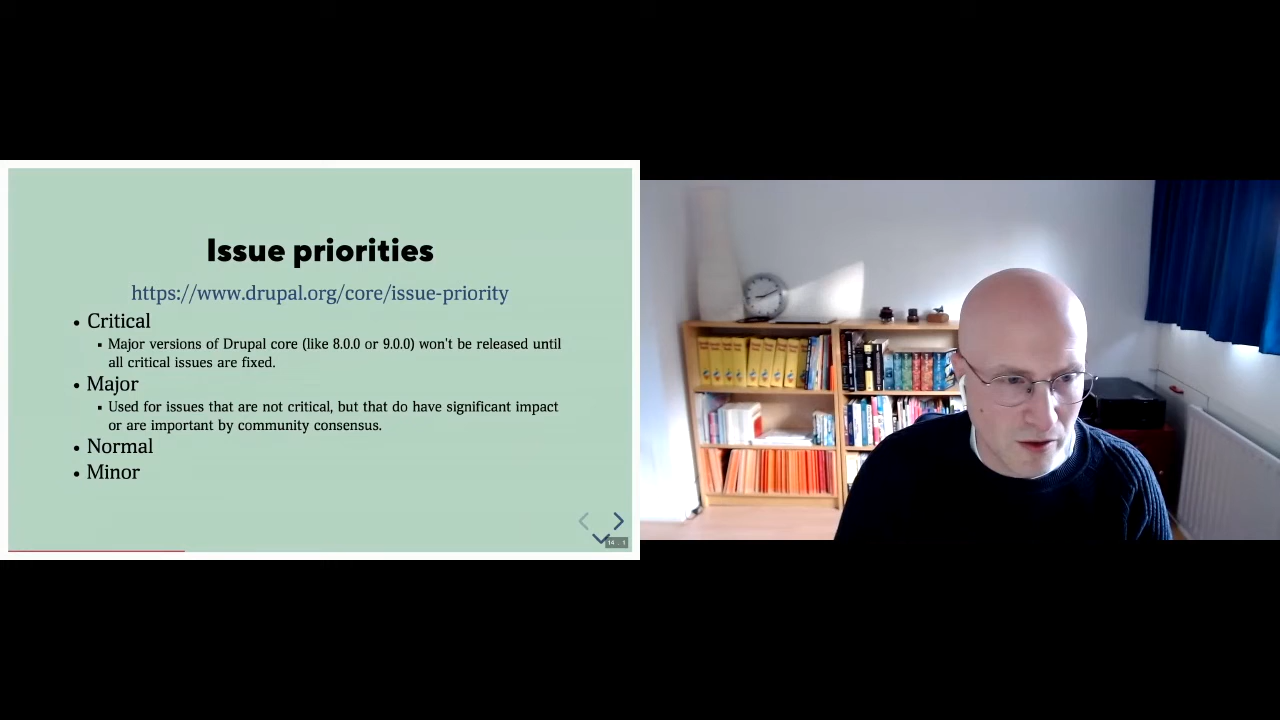 Issue priorities
https://www.drupal.org/core/issue-priority
Critical
Major versions of Drupal core (like 8.0.0 or 9.0.0) won't be released until
all critical issues are fixed.
Major
Used for issues that are not critical, but that do have significant impact
or are important by community consensus.
Normal
Minor